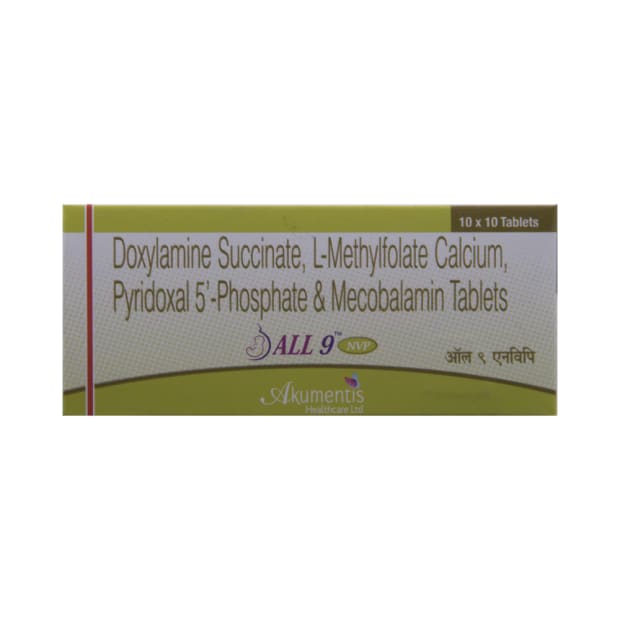 10 x 10 Tablets
Doxylamine Succinate, L-Methylfolate Calcium,
Pyridoxal 5'-Phosphate & Mecobalamin Tablets
ALL 9™ NVP
ऑल ९ एनविपि
Akumentis
Healthcare Ltd